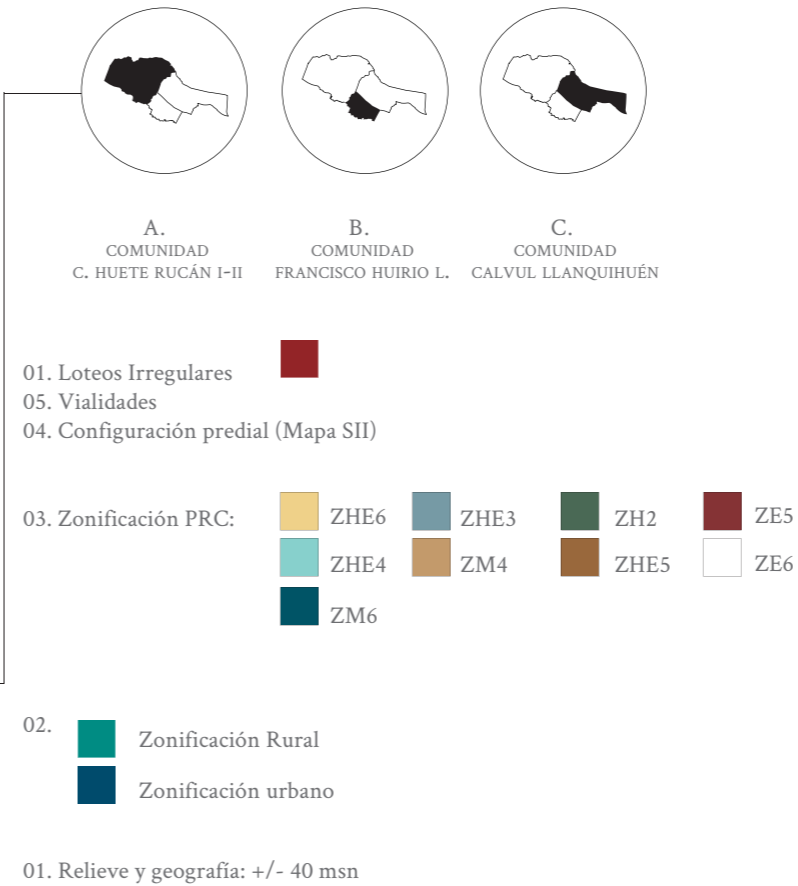 A.
COMUNIDAD
C. HUETE RUCÁN I-II
B.
COMUNIDAD
FRANCISCO HUIRIO L.
C.
COMUNIDAD
CALVUL LLANQUIHUÉN
01. Loteos Irregulares
05. Vialidades
04. Configuración predial (Mapa SII)
03. Zonificación PRC:
ZHE6 ZHE3 ZH2 ZE5
ZHE4 ZM4 ZHE5 ZE6
ZM6
02.
Zonificación Rural
Zonificación urbano
01. Relieve y geografía: +/- 40 msn